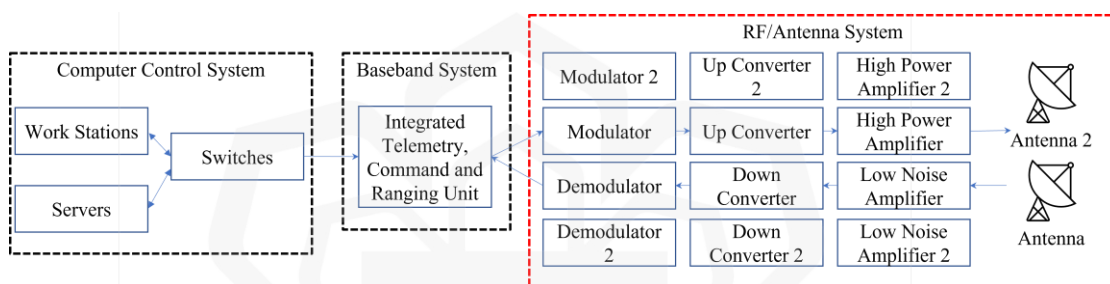 Computer Control System
Work Stations
Servers
Switches
Baseband System
Integrated
Telemetry,
Command and
Ranging Unit
RF/Antenna System
Modulator 2
Up Converter
2
High Power
Amplifier 2
Modulator
Up Converter
High Power
Amplifier
Antenna 2
Demodulator
Down
Converter
Low Noise
Amplifier
Antenna
Demodulator
2
Down
Converter 2
Low Noise
Amplifier 2